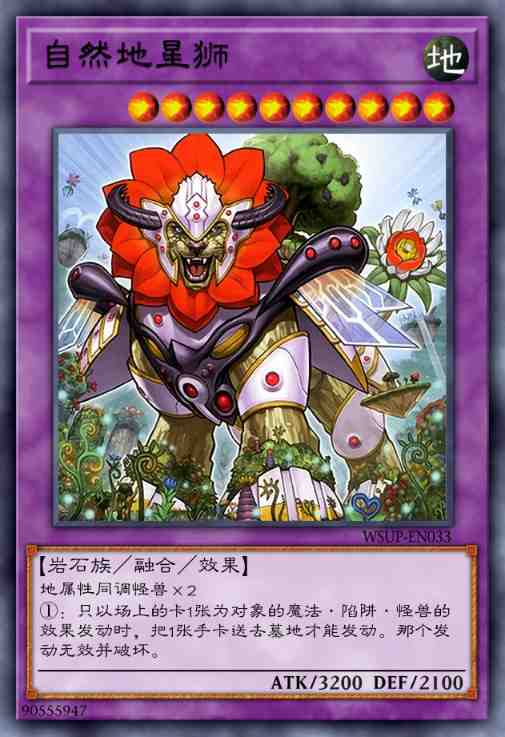 自然地星狮
地
WSUP-EN033
【岩石族／融合／效果】
地属性同调怪兽×2
①：只以场上的卡1张为对象的魔法·陷阱·怪兽的
效果发动时，把1张手卡送去墓地才能发动。那个发
动无效并破坏。
ATK/3200 DEF/2100
90555947